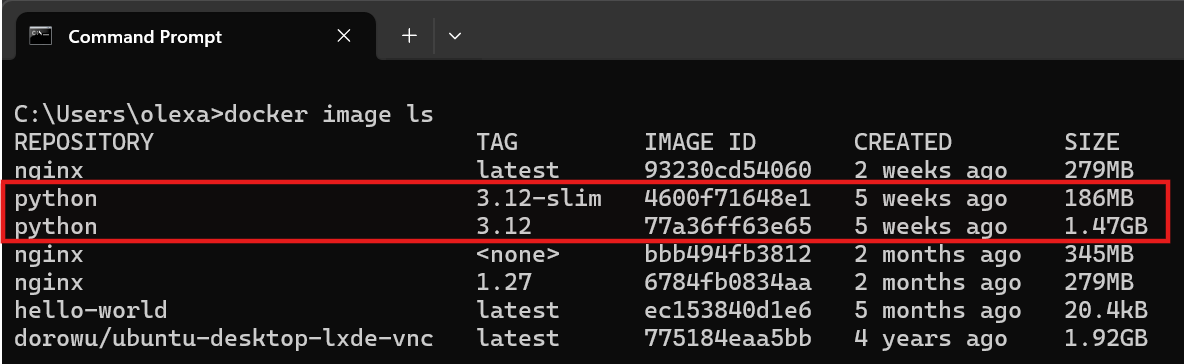 Command Prompt
C:\Users\olexa>docker image ls
REPOSITORY TAG IMAGE ID CREATED SIZE
nginx latest 93230cd54060 2 weeks ago 279MB
python 3.12-slim 4600f71648e1 5 weeks ago 186MB
python 3.12 77a36ff63e65 5 weeks ago 1.47GB
nginx <none> bbb494fb3812 2 months ago 345MB
nginx 1.27 6784fb0834aa 2 months ago 279MB
hello-world latest ec153840d1e6 5 months ago 20.4kB
dorowu/ubuntu-desktop-lxde-vnc latest 775184eaa5bb 4 years ago 1.92GB